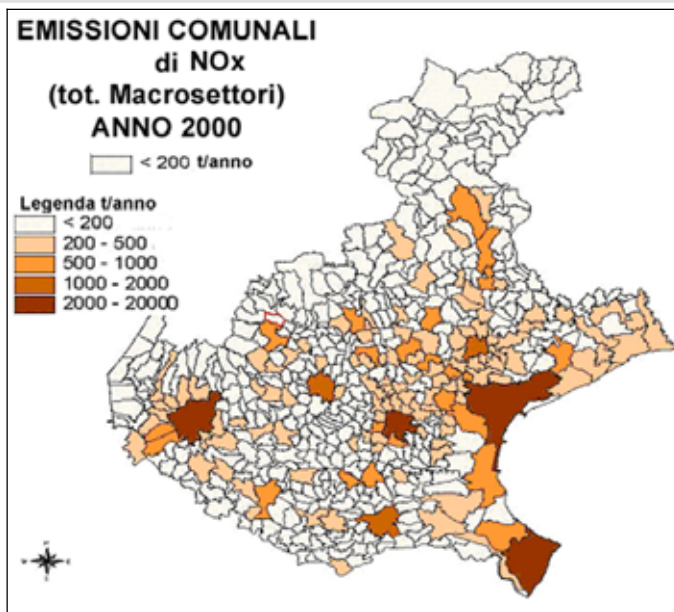 EMISSIONI COMUNALI
di NOx
(tot. Macrosettori)
ANNO 2000
< 200 t/anno
Legenda t/anno
< 200
200 - 500
500 - 1000
1000 - 2000
2000 - 20000